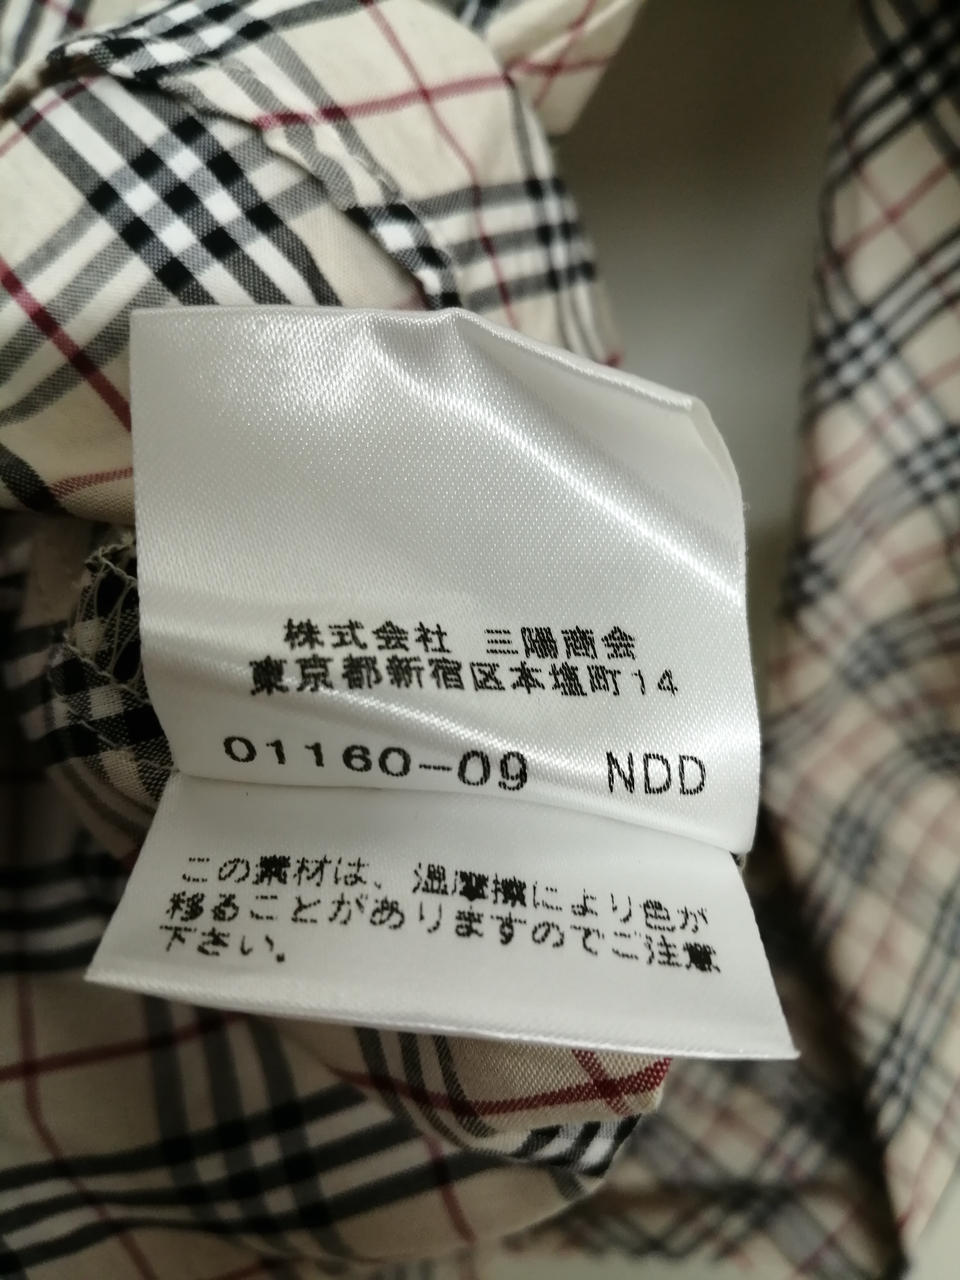 株式会社 三陽商会
東京都新宿区本塩町14
01160-09 NDD
この素材は、湿摩擦により色が
移ることがありますのでご注意
下さい。